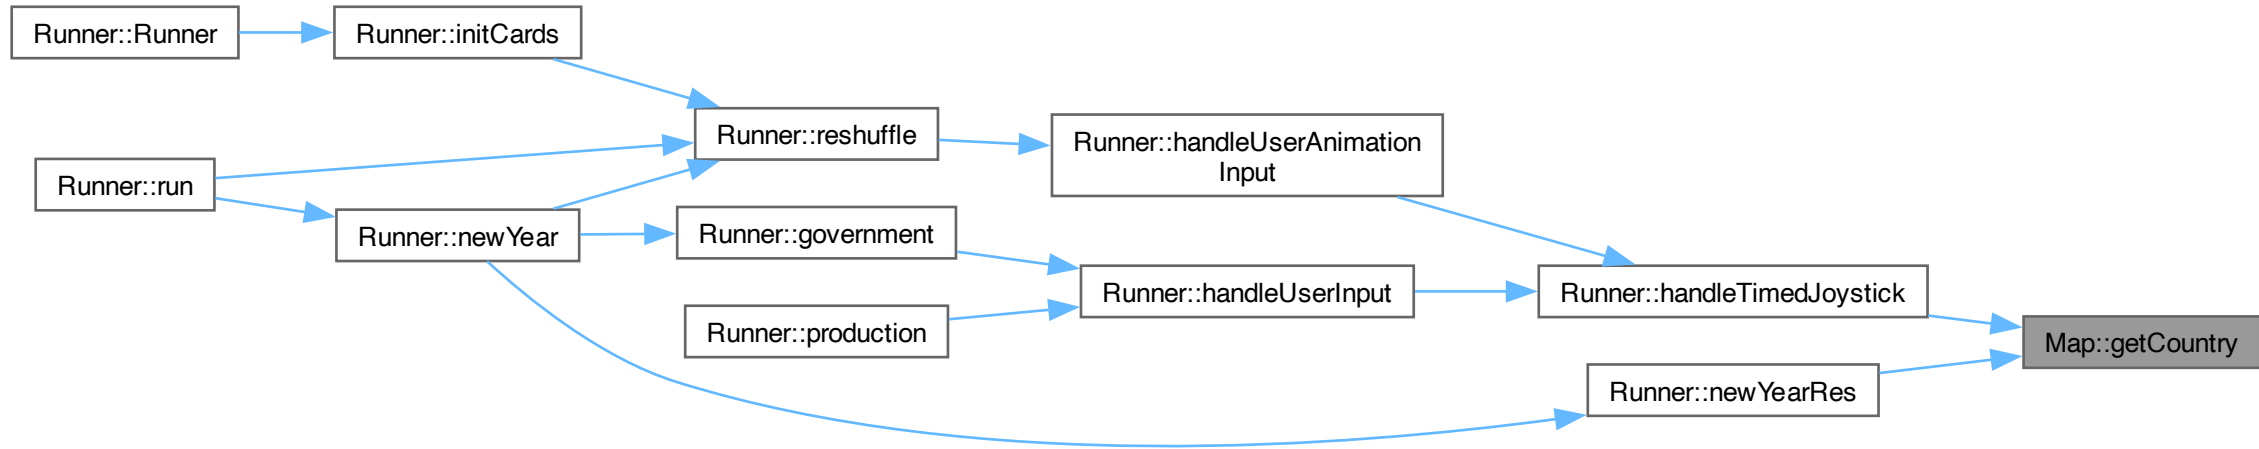 Runner::Runner
Runner::initCards
Runner::reshuffle
Runner::handleUserAnimation
Input
Runner::run
Runner::newYear
Runner::government
Runner::handleUserInput
Runner::handleTimedJoystick
Runner::production
Map::getCountry
Runner::newYearRes